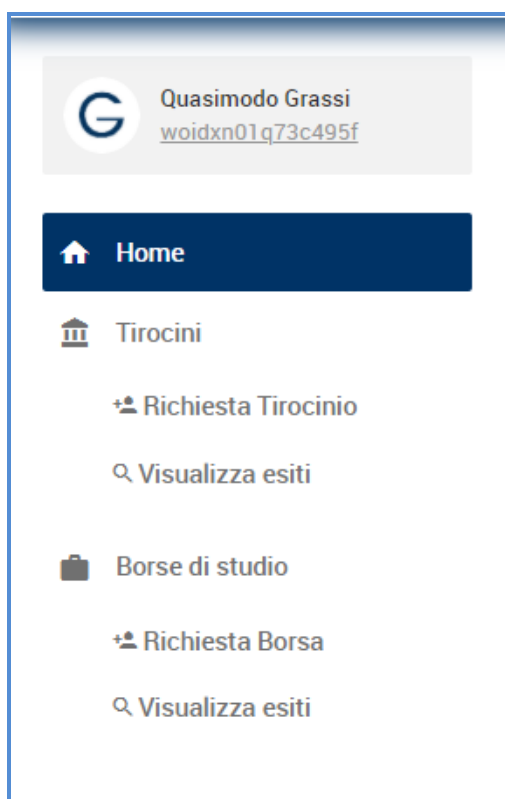 G
Quasimodo Grassi
woidxn01q73c495f
Home
Tirocini
Richiesta Tirocinio
Visualizza esiti
Borse di studio
Richiesta Borsa
Visualizza esiti